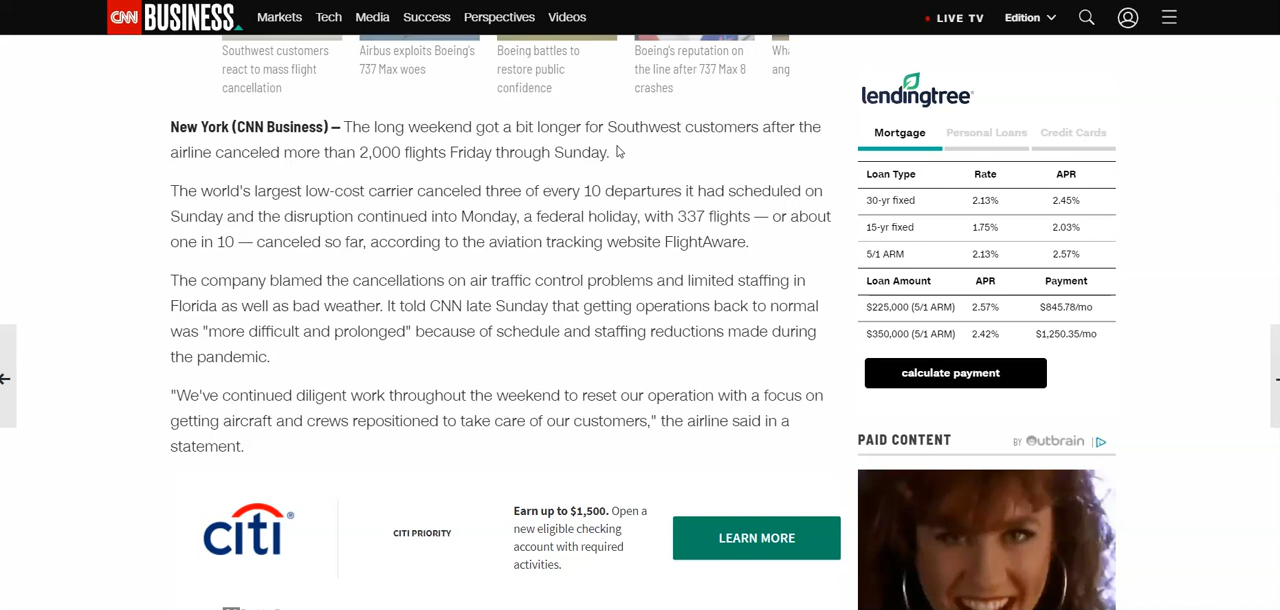 CNN BUSINESS Markets Tech Media Success Perspectives Videos LIVE TV Edition
Southwest customers
react to mass flight
cancellation
Airbus exploits Boeing's
737 Max woes
Boeing battles to
restore public
confidence
Boeing's reputation on
the line after 737 Max 8
crashes
New York (CNN Business) — The long weekend got a bit longer for Southwest customers after the
airline canceled more than 2,000 flights Friday through Sunday.
The world's largest low-cost carrier canceled three of every 10 departures it had scheduled on
Sunday and the disruption continued into Monday, a federal holiday, with 337 flights — or about
one in 10 — canceled so far, according to the aviation tracking website FlightAware.
The company blamed the cancellations on air traffic control problems and limited staffing in
Florida as well as bad weather. It told CNN late Sunday that getting operations back to normal
was "more difficult and prolonged" because of schedule and staffing reductions made during
the pandemic.
"We've continued diligent work throughout the weekend to reset our operation with a focus on
getting aircraft and crews repositioned to take care of our customers," the airline said in a
statement.
citi
CITI PRIORITY
Earn up to $1,500. Open a
new eligible checking
account with required
activities.
LEARN MORE
lendingtree
Mortgage Personal Loans Credit Cards
Loan Type Rate APR
30-yr fixed 2.13% 2.45%
15-yr fixed 1.75% 2.03%
5/1 ARM 2.13% 2.57%
Loan Amount APR Payment
$225,000 (5/1 ARM) 2.57% $845.78/mo
$350,000 (5/1 ARM) 2.42% $1,250.35/mo
calculate payment
PAID CONTENT BY Outbrain